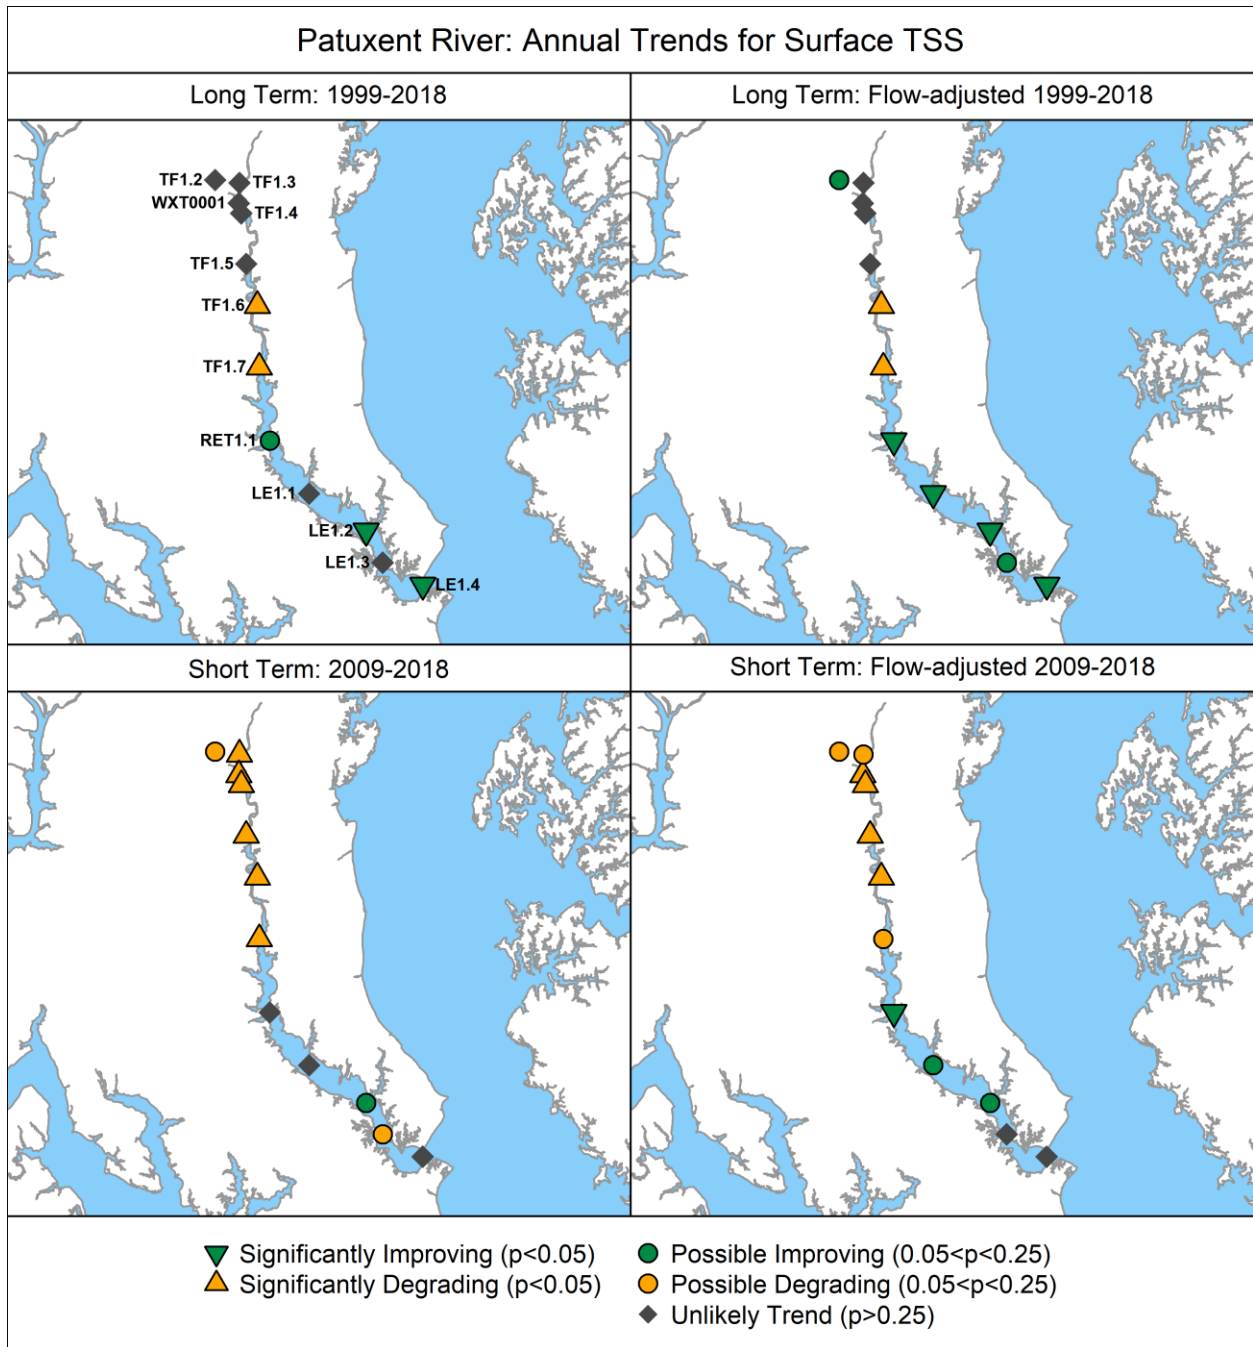 Patuxent River: Annual Trends for Surface TSS
Long Term: 1999-2018
Long Term: Flow-adjusted 1999-2018
TF1.2
TF1.3
WXT0001
TF1.4
TF1.5
TF1.6
TF1.7
RET1.1
LE1.1
LE1.2
LE1.3
LE1.4
Short Term: 2009-2018
Short Term: Flow-adjusted 2009-2018
Significantly Improving (p<0.05)
Significantly Degrading (p<0.05)
Possible Improving (0.05<p<0.25)
Possible Degrading (0.05<p<0.25)
Unlikely Trend (p>0.25)